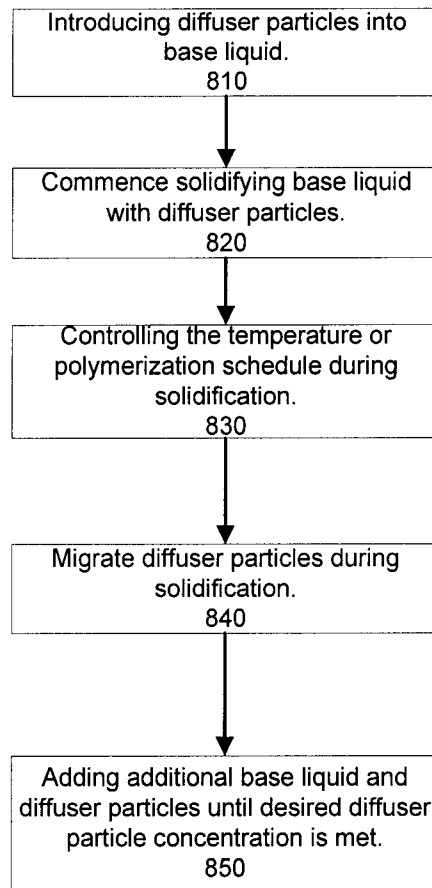 Introducing diffuser particles into
base liquid.
810
Commence solidifying base liquid
with diffuser particles.
820
Controlling the temperature or
polymerization schedule during
solidification.
830
Migrate diffuser particles during
solidification.
840
Adding additional base liquid and
diffuser particles until desired diffuser
particle concentration is met.
850